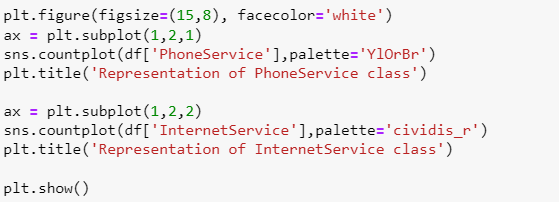 plt.figure(figsize=(15,8), facecolor='white')
ax = plt.subplot(1,2,1)
sns.countplot(df['PhoneService'],palette='YlOrBr')
plt.title('Representation of PhoneService class')

ax = plt.subplot(1,2,2)
sns.countplot(df['InternetService'],palette='cividis_r')
plt.title('Representation of InternetService class')

plt.show()